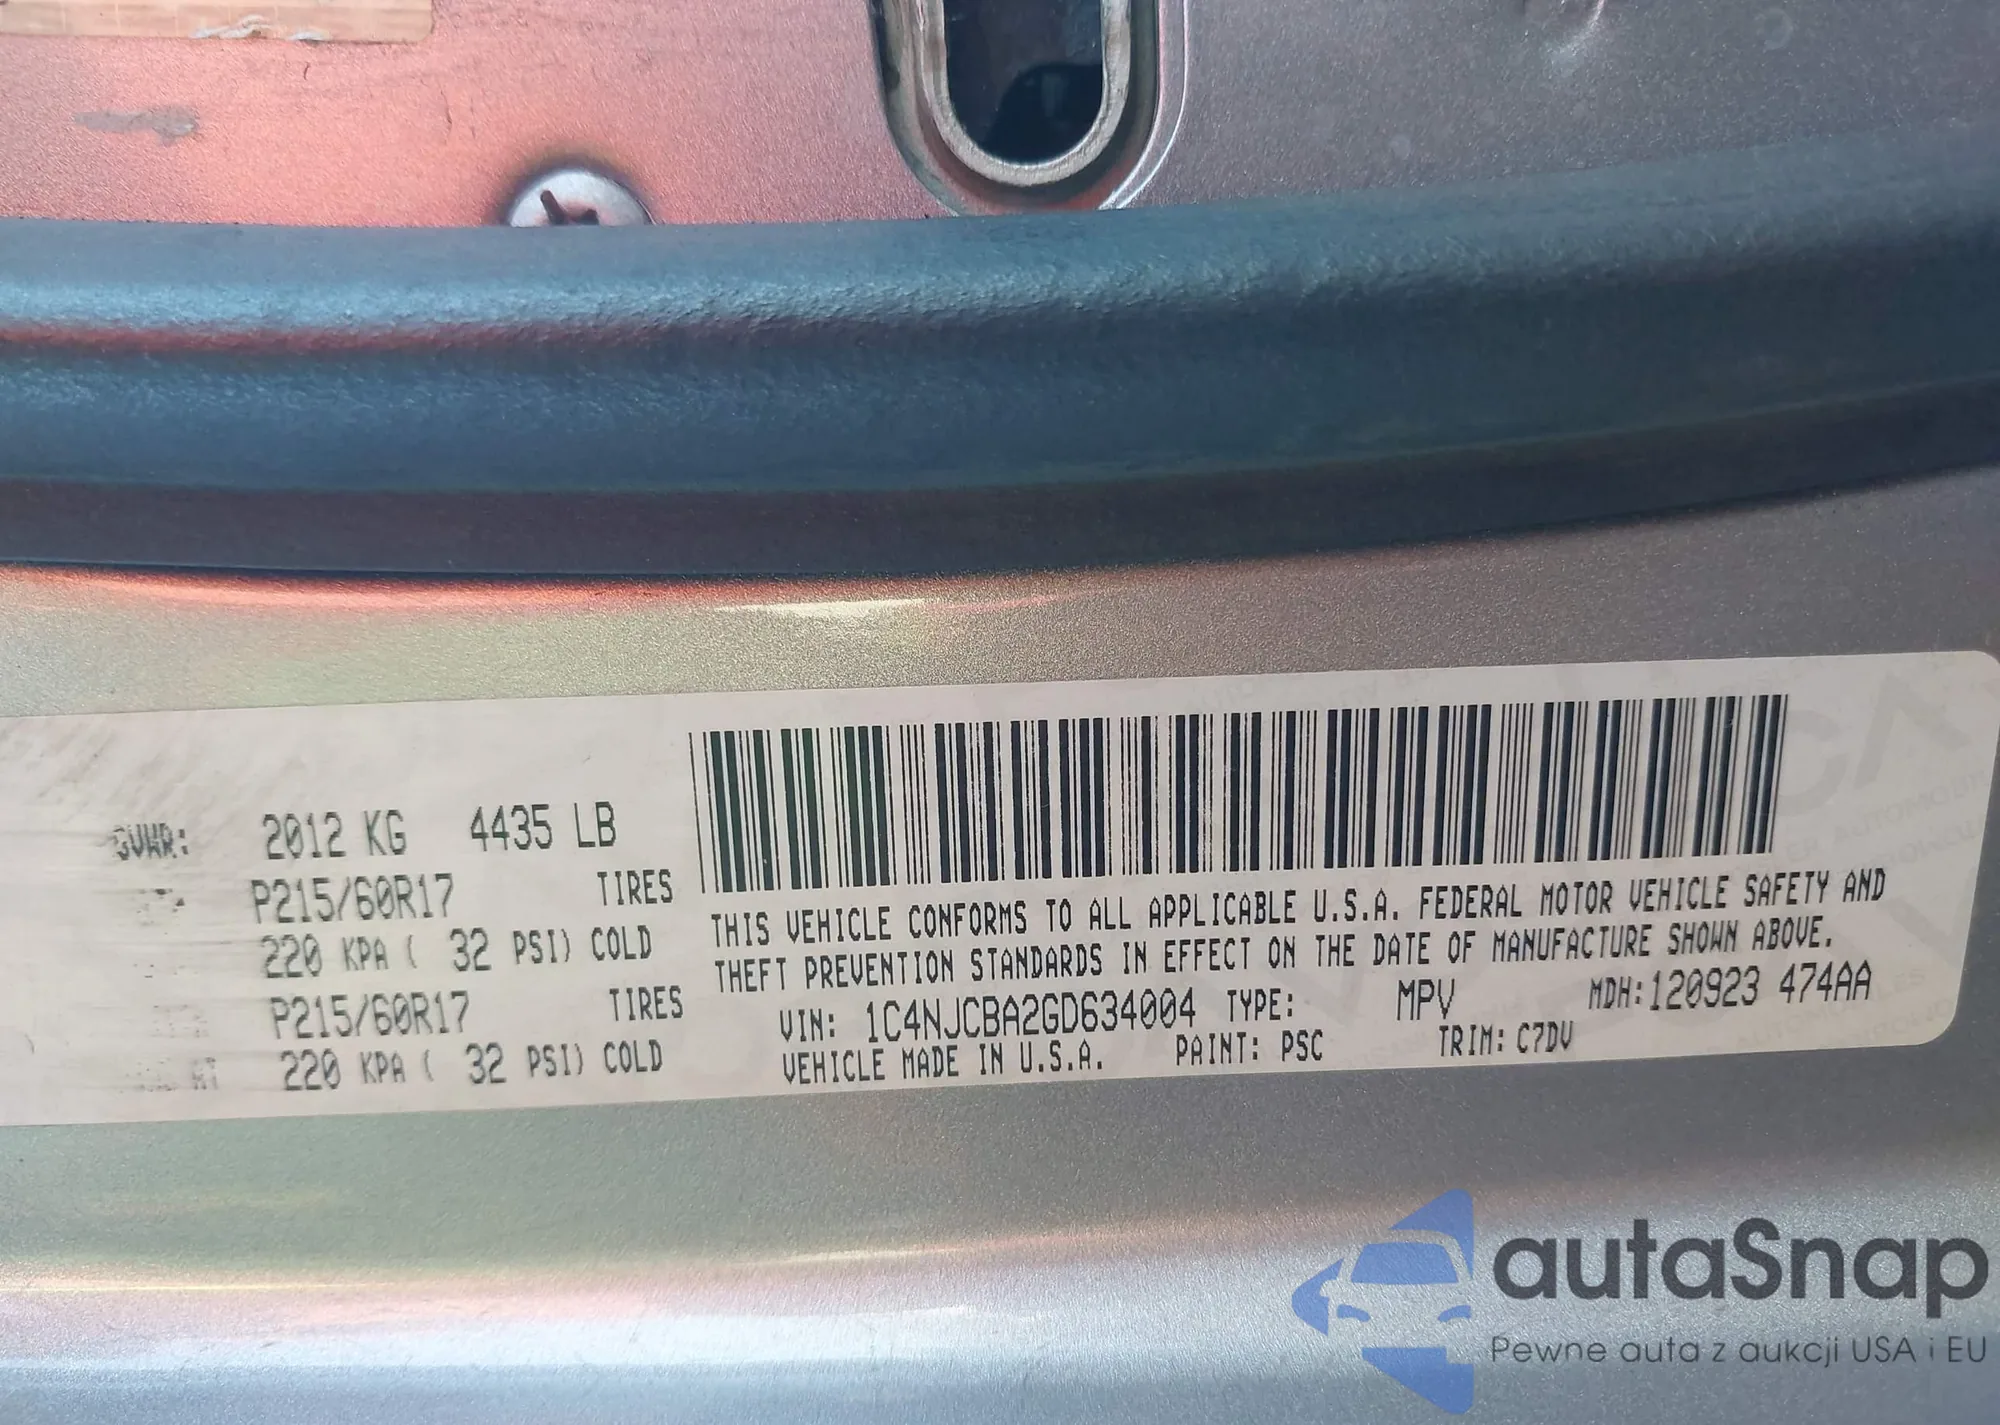 GVWR: 2012 KG 4435 LB
P215/60R17 TIRES
220 KPA ( 32 PSI) COLD
P215/60R17 TIRES
AT 220 KPA ( 32 PSI) COLD
THIS VEHICLE CONFORMS TO ALL APPLICABLE U.S.A. FEDERAL MOTOR VEHICLE SAFETY AND
THEFT PREVENTION STANDARDS IN EFFECT ON THE DATE OF MANUFACTURE SHOWN ABOVE.
VIN: 1C4NJCBA2GD634004 TYPE: MPV MDH:120923 474AA
VEHICLE MADE IN U.S.A. PAINT: PSC TRIM: C7DV
autaSnap
Pewne auta z aukcji USA i EU